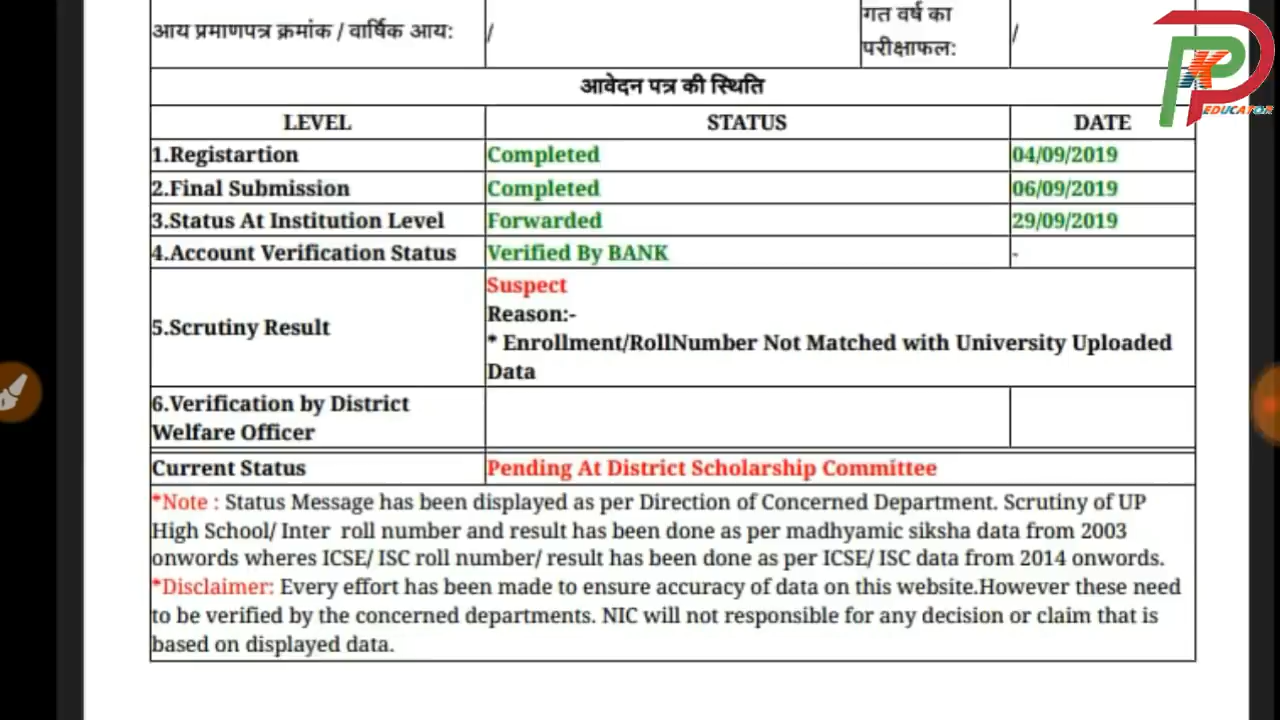 आय प्रमाणपत्र क्रमांक / वार्षिक आय: / गत वर्ष का
परीक्षाफल: /
आवेदन पत्र की स्थिति
LEVEL STATUS DATE
1.Registartion Completed 04/09/2019
2.Final Submission Completed 06/09/2019
3.Status At Institution Level Forwarded 29/09/2019
4.Account Verification Status Verified By BANK -
5.Scrutiny Result
Suspect
Reason:-
* Enrollment/RollNumber Not Matched with University Uploaded
Data
6.Verification by District
Welfare Officer
Current Status Pending At District Scholarship Committee
*Note : Status Message has been displayed as per Direction of Concerned Department. Scrutiny of UP
High School/ Inter roll number and result has been done as per madhyamic siksha data from 2003
onwords wheres ICSE/ ISC roll number/ result has been done as per ICSE/ ISC data from 2014 onwords.
*Disclaimer: Every effort has been made to ensure accuracy of data on this website.However these need
to be verified by the concerned departments. NIC will not responsible for any decision or claim that is
based on displayed data.
PK
EDUCATOR